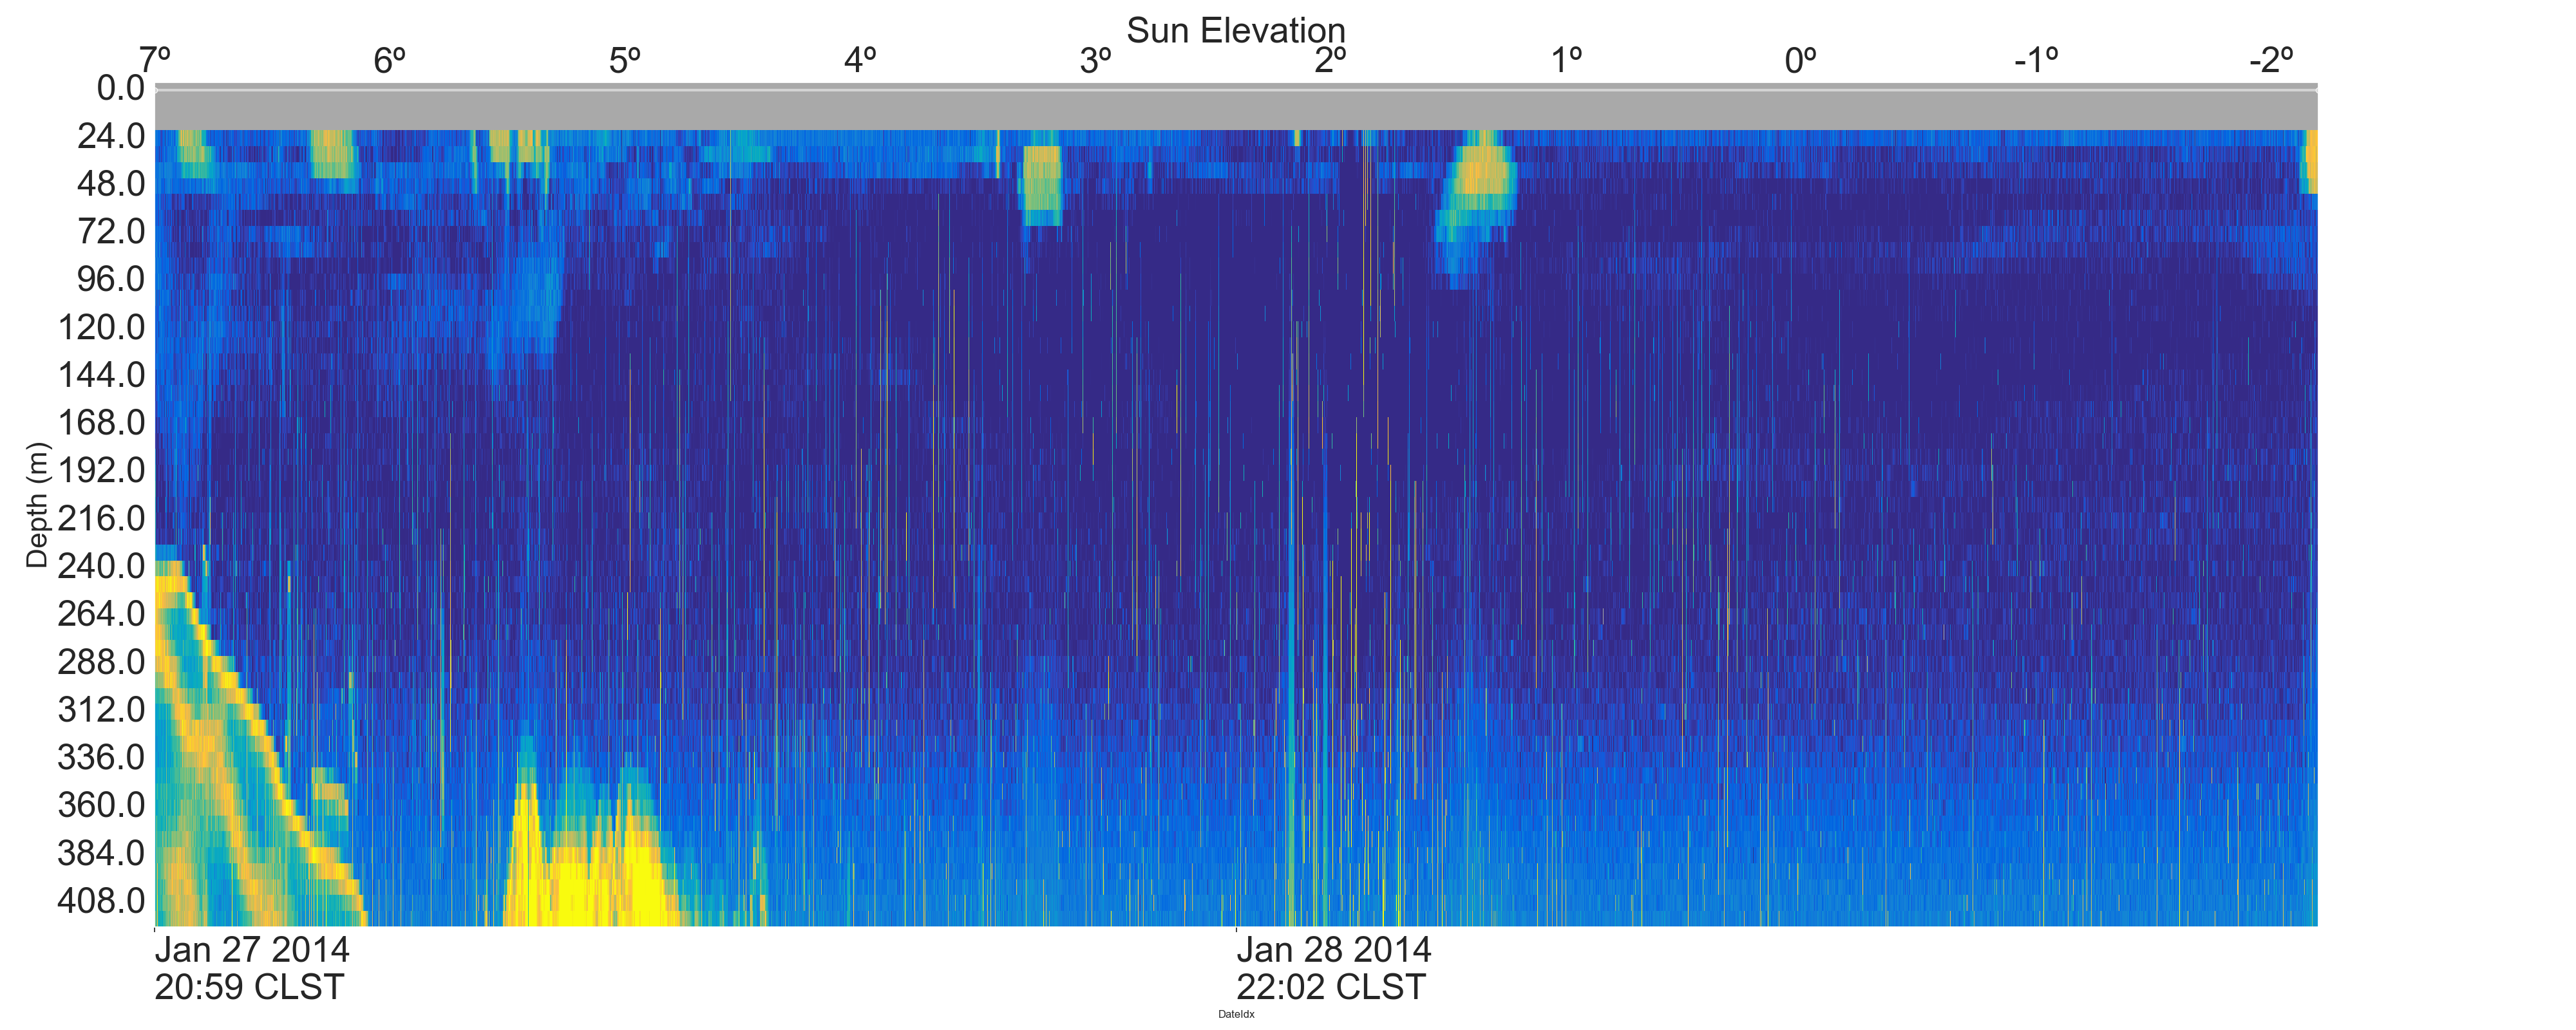 Sun Elevation
7º 6º 5º 4º 3º 2º 1º 0º -1º -2º
0.0
24.0
48.0
72.0
96.0
120.0
144.0
168.0
192.0
216.0
240.0
264.0
288.0
312.0
336.0
360.0
384.0
408.0
Depth (m)
Jan 27 2014
20:59 CLST
Jan 28 2014
22:02 CLST
DateIdx